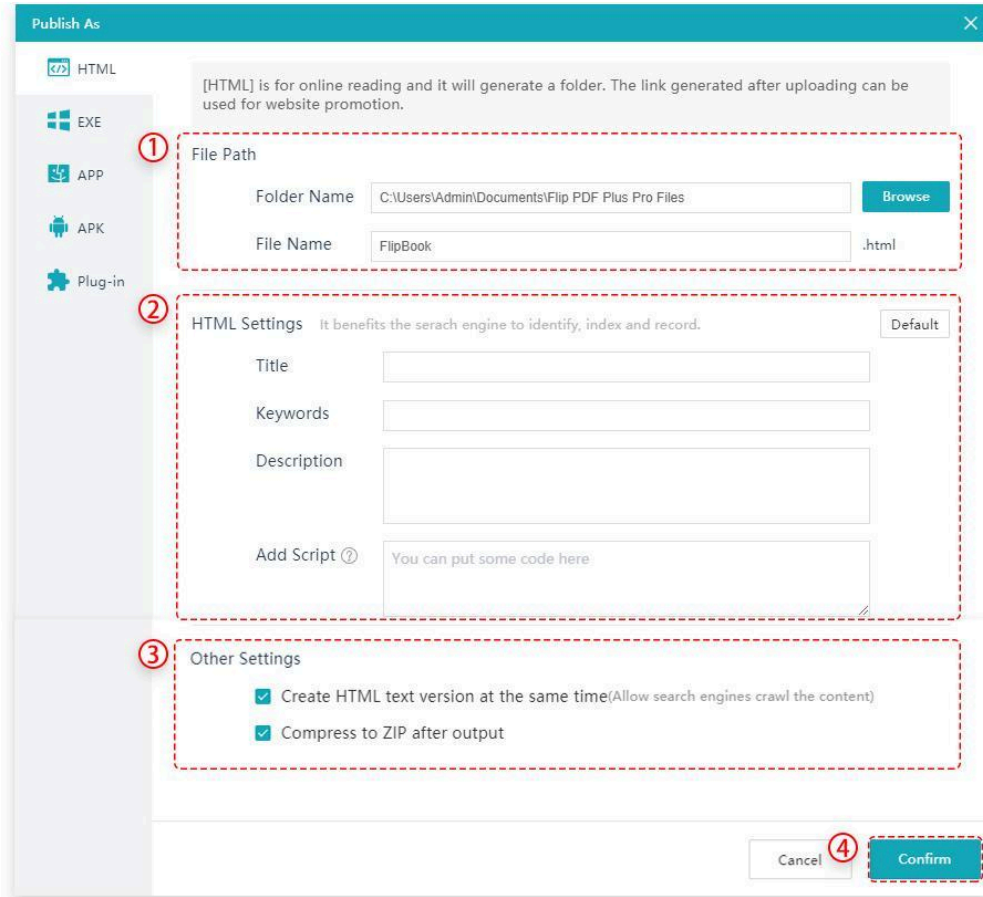 Publish As
HTML
EXE
APP
APK
Plug-in
[HTML] is for online reading and it will generate a folder. The link generated after uploading can be
used for website promotion.
①
File Path
Folder Name C:\Users\Admin\Documents\Flip PDF Plus Pro Files Browse
File Name FlipBook .html
②
HTML Settings It benefits the serach engine to identify, index and record. Default
Title
Keywords
Description
Add Script ? You can put some code here
③
Other Settings
Create HTML text version at the same time(Allow search engines crawl the content)
Compress to ZIP after output
Cancel ④ Confirm